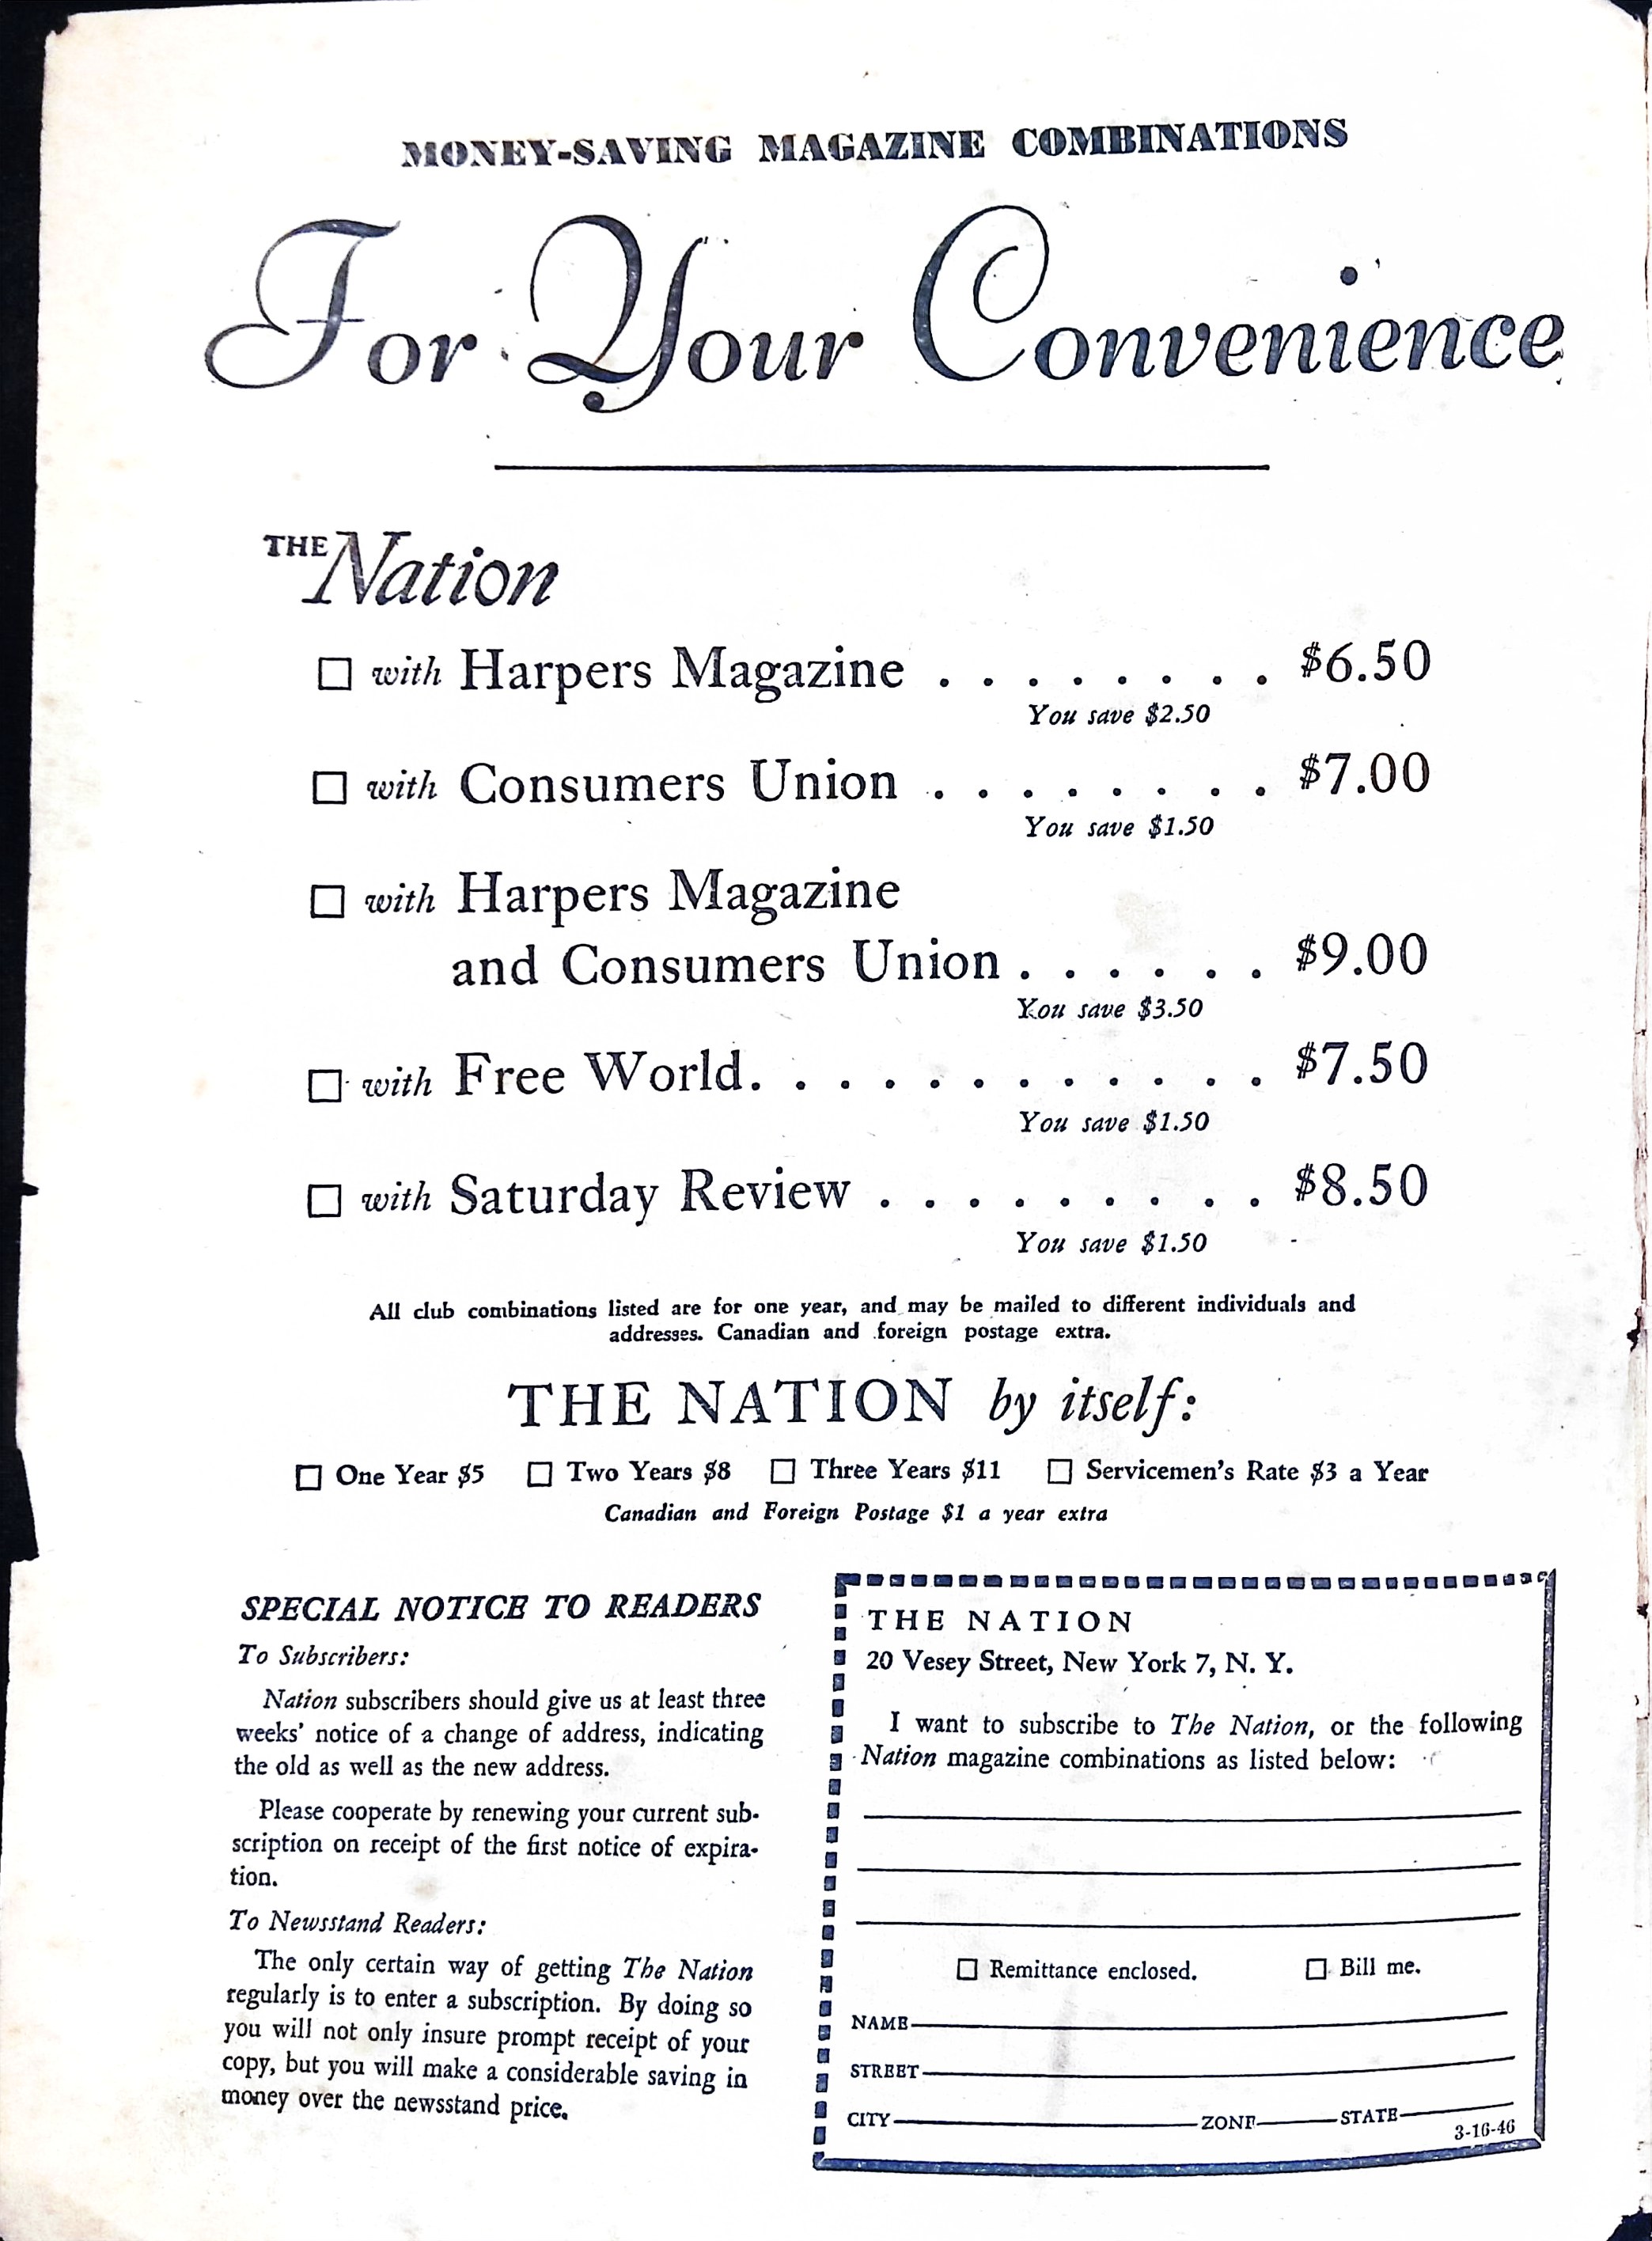 MONEY-SAVING MAGAZINE COMBINATIONS
For Your Convenience
THE Nation
with Harpers Magazine . . . . . . . . $6.50
You save $2.50
with Consumers Union . . . . . . . . $7.00
You save $1.50
with Harpers Magazine
and Consumers Union . . . . . . $9.00
You save $3.50
with Free World. . . . . . . . . . . . $7.50
You save $1.50
with Saturday Review . . . . . . . . . $8.50
You save $1.50
All club combinations listed are for one year, and may be mailed to different individuals and
addresses. Canadian and foreign postage extra.
THE NATION by itself:
One Year $5 Two Years $8 Three Years $11 Servicemen's Rate $3 a Year
Canadian and Foreign Postage $1 a year extra
SPECIAL NOTICE TO READERS
To Subscribers:
Nation subscribers should give us at least three
weeks' notice of a change of address, indicating
the old as well as the new address.
Please cooperate by renewing your current sub-
scription on receipt of the first notice of expira-
tion.
To Newsstand Readers:
The only certain way of getting The Nation
regularly is to enter a subscription. By doing so
you will not only insure prompt receipt of your
copy, but you will make a considerable saving in
money over the newsstand price.
THE NATION
20 Vesey Street, New York 7, N. Y.
I want to subscribe to The Nation, or the following
Nation magazine combinations as listed below:
Remittance enclosed. Bill me.
NAME
STREET
CITY ZONE STATE
3-16-46